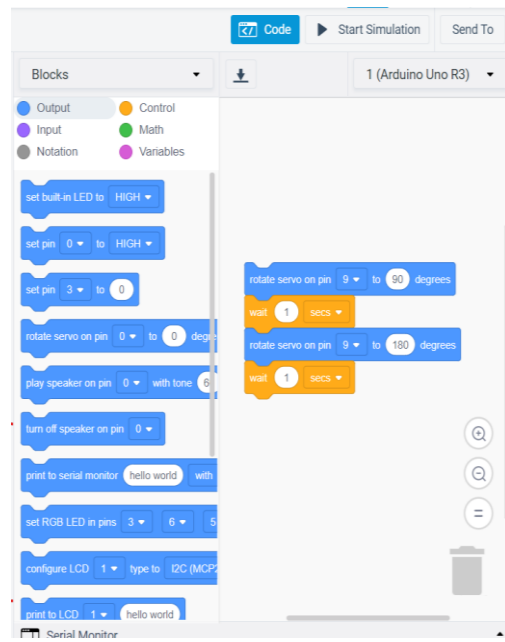 Code Start Simulation Send To
Blocks 1 (Arduino Uno R3)
Output Control
Input Math
Notation Variables
set built-in LED to HIGH
set pin 0 to HIGH
set pin 3 to 0
rotate servo on pin 0 to 0 degr
play speaker on pin 0 with tone 6
turn off speaker on pin 0
print to serial monitor hello world with
set RGB LED in pins 3 6 5
configure LCD 1 type to I2C (MCP2
print to LCD 1 hello world
Serial Monitor
rotate servo on pin 9 to 90 degrees
wait 1 secs
rotate servo on pin 9 to 180 degrees
wait 1 secs